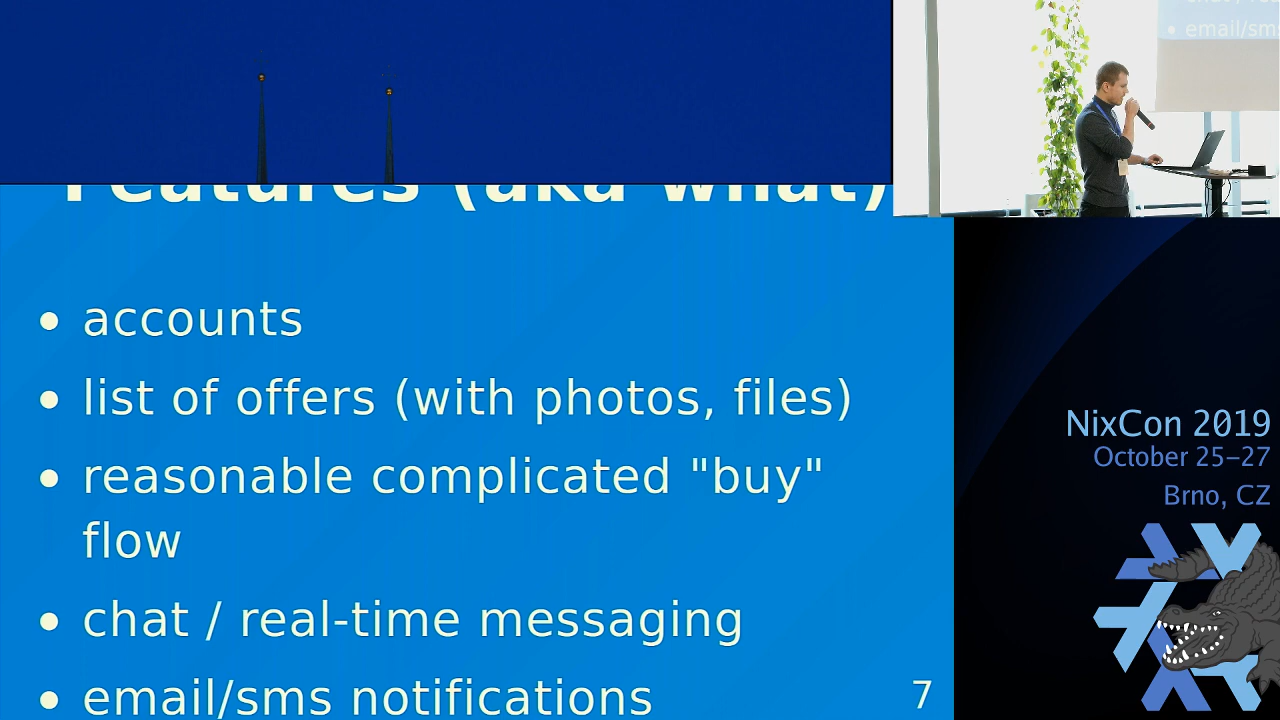 Features (aka what)
• accounts
• list of offers (with photos, files)
• reasonable complicated "buy"
flow
• chat / real-time messaging
• email/sms notifications
7
• email/sms
NixCon 2019
October 25–27
Brno, CZ